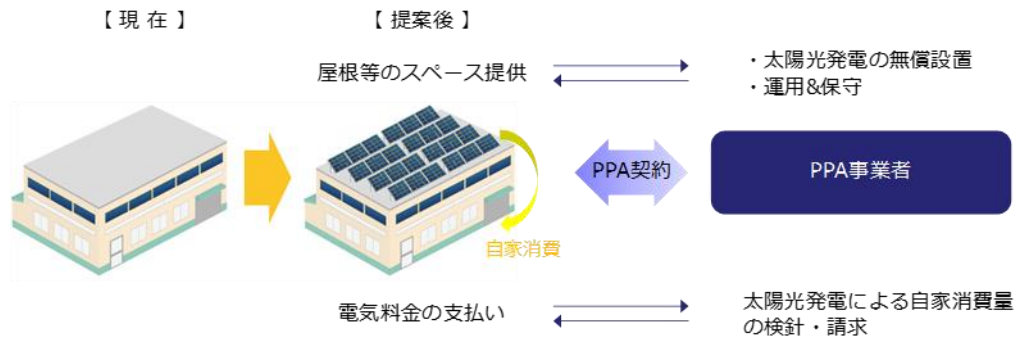 【 現 在 】
【 提案後 】
屋根等のスペース提供
・太陽光発電の無償設置
・運用&保守
PPA契約
PPA事業者
自家消費
電気料金の支払い
太陽光発電による自家消費量
の検針・請求